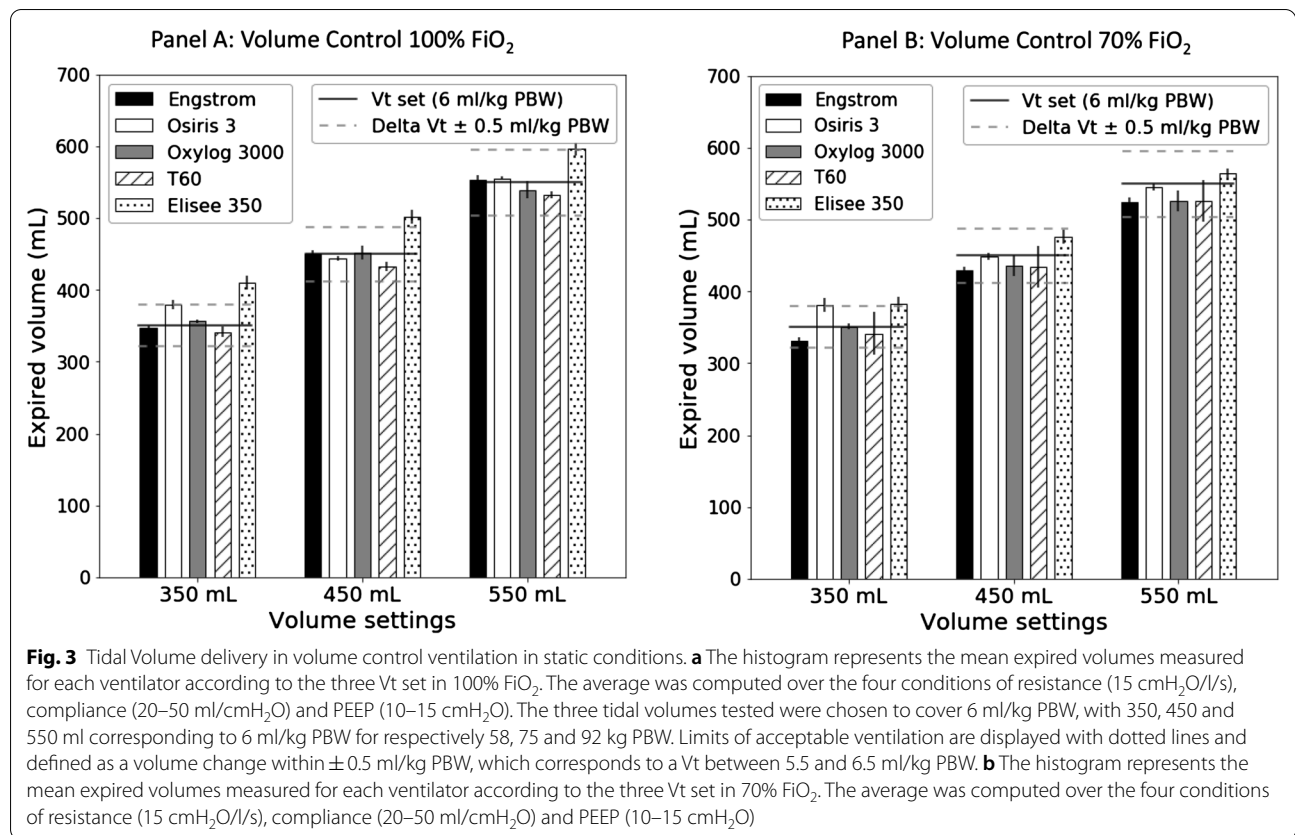 Panel A: Volume Control 100% FiO₂
700
600
500
400
300
200
100
0
Expired volume (mL)
Engstrom
Osiris 3
Oxylog 3000
T60
Elisee 350
Vt set (6 ml/kg PBW)
Delta Vt ± 0.5 ml/kg PBW
350 mL
450 mL
550 mL
Volume settings
Panel B: Volume Control 70% FiO₂
700
600
500
400
300
200
100
0
Expired volume (mL)
Engstrom
Osiris 3
Oxylog 3000
T60
Elisee 350
Vt set (6 ml/kg PBW)
Delta Vt ± 0.5 ml/kg PBW
350 mL
450 mL
550 mL
Volume settings
Fig. 3 Tidal Volume delivery in volume control ventilation in static conditions. a The histogram represents the mean expired volumes measured
for each ventilator according to the three Vt set in 100% FiO₂. The average was computed over the four conditions of resistance (15 cmH₂O/l/s),
compliance (20–50 ml/cmH₂O) and PEEP (10–15 cmH₂O). The three tidal volumes tested were chosen to cover 6 ml/kg PBW, with 350, 450 and
550 ml corresponding to 6 ml/kg PBW for respectively 58, 75 and 92 kg PBW. Limits of acceptable ventilation are displayed with dotted lines and
defined as a volume change within ± 0.5 ml/kg PBW, which corresponds to a Vt between 5.5 and 6.5 ml/kg PBW. b The histogram represents the
mean expired volumes measured for each ventilator according to the three Vt set in 70% FiO₂. The average was computed over the four conditions
of resistance (15 cmH₂O/l/s), compliance (20–50 ml/cmH₂O) and PEEP (10–15 cmH₂O)